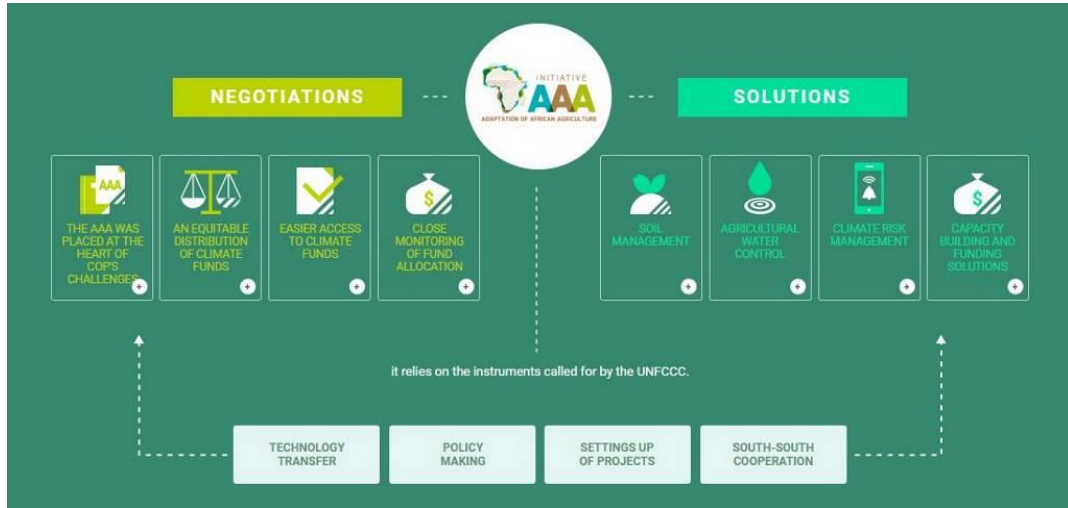 INITIATIVE
AAA
ADAPTATION OF AFRICAN AGRICULTURE
NEGOTIATIONS
SOLUTIONS
AAA
THE AAA WAS
PLACED AT THE
HEART OF
COP'S
CHALLENGES
+
AN EQUITABLE
DISTRIBUTION
OF CLIMATE
FUNDS
+
EASIER ACCESS
TO CLIMATE
FUNDS
+
$
CLOSE
MONITORING
OF FUND
ALLOCATION
+
SOIL
MANAGEMENT
+
AGRICULTURAL
WATER
CONTROL
+
CLIMATE RISK
MANAGEMENT
+
$
CAPACITY
BUILDING AND
FUNDING
SOLUTIONS
+
it relies on the instruments called for by the UNFCCC.
TECHNOLOGY
TRANSFER
POLICY
MAKING
SETTINGS UP
OF PROJECTS
SOUTH-SOUTH
COOPERATION